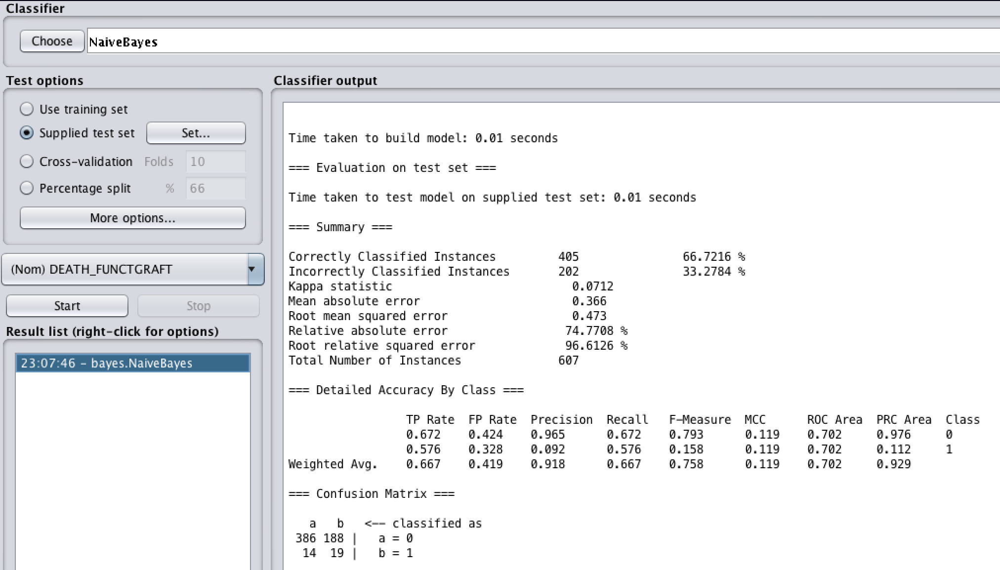 Classifier
Choose NaiveBayes
Test options
Use training set
Supplied test set Set...
Cross-validation Folds 10
Percentage split % 66
More options...
(Nom) DEATH_FUNCTGRAFT
Start Stop
Result list (right-click for options)
23:07:46 - bayes.NaiveBayes
Classifier output
Time taken to build model: 0.01 seconds
=== Evaluation on test set ===
Time taken to test model on supplied test set: 0.01 seconds
=== Summary ===
Correctly Classified Instances 405 66.7216 %
Incorrectly Classified Instances 202 33.2784 %
Kappa statistic 0.0712
Mean absolute error 0.366
Root mean squared error 0.473
Relative absolute error 74.7708 %
Root relative squared error 96.6126 %
Total Number of Instances 607
=== Detailed Accuracy By Class ===
TP Rate FP Rate Precision Recall F-Measure MCC ROC Area PRC Area Class
0.672 0.424 0.965 0.672 0.793 0.119 0.702 0.976 0
0.576 0.328 0.092 0.576 0.158 0.119 0.702 0.112 1
Weighted Avg. 0.667 0.419 0.918 0.667 0.758 0.119 0.702 0.929
=== Confusion Matrix ===
a b <-- classified as
386 188 | a = 0
14 19 | b = 1